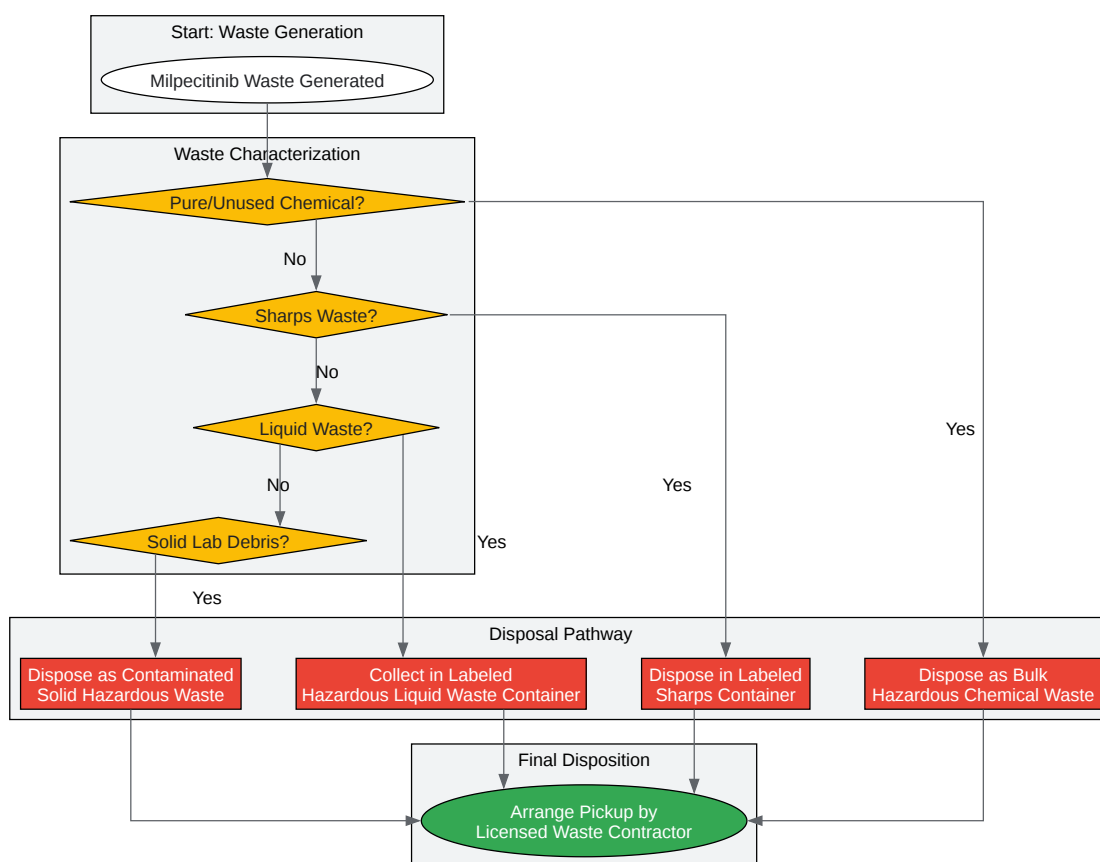 Start: Waste Generation
Milpecitinib Waste Generated
Waste Characterization
Pure/Unused Chemical?
No
Sharps Waste?
No
Liquid Waste?
Yes
Yes
No
Solid Lab Debris?
Yes
Yes
Disposal Pathway
Dispose as Contaminated
Solid Hazardous Waste
Collect in Labeled
Hazardous Liquid Waste Container
Dispose in Labeled
Sharps Container
Dispose as Bulk
Hazardous Chemical Waste
Final Disposition
Arrange Pickup by
Licensed Waste Contractor